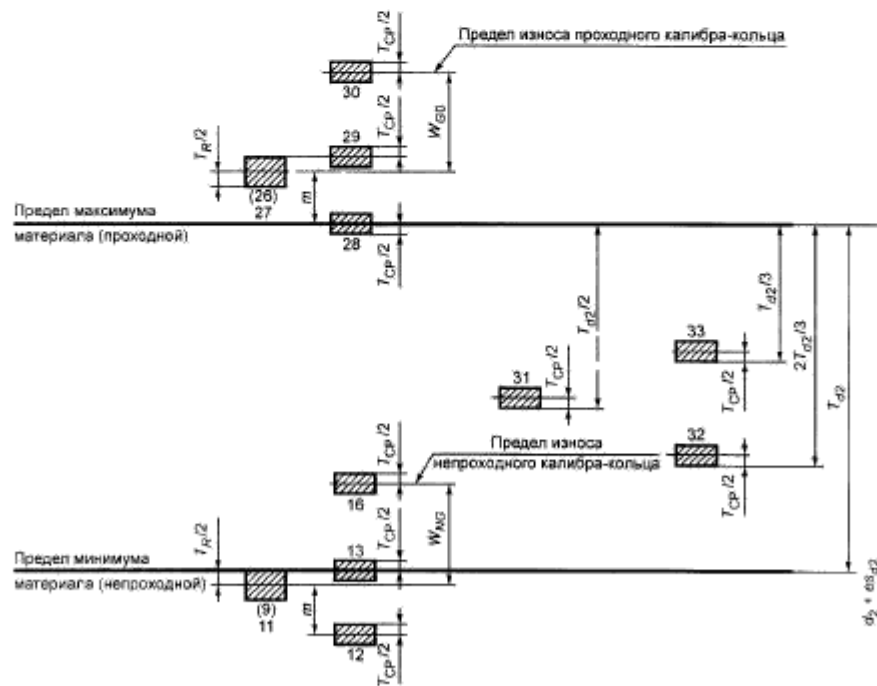 T_CP/2
Предел износа проходного калибра-кольца
30
T_CP/2
29
W_GO
T_R/2
(26)
27
m
Предел максимума
материала (проходной)
28
T_CP/2
T_d2/2
T_d2/3
2T_d2/3
T_d2
33
T_CP/2
31
T_CP/2
32
T_CP/2
Предел износа
непроходного калибра-кольца
T_CP/2
16
W_NG
T_CP/2
13
T_R/2
Предел минимума
материала (непроходной)
(9)
11
m
12
T_CP/2
d_2 + es_d2